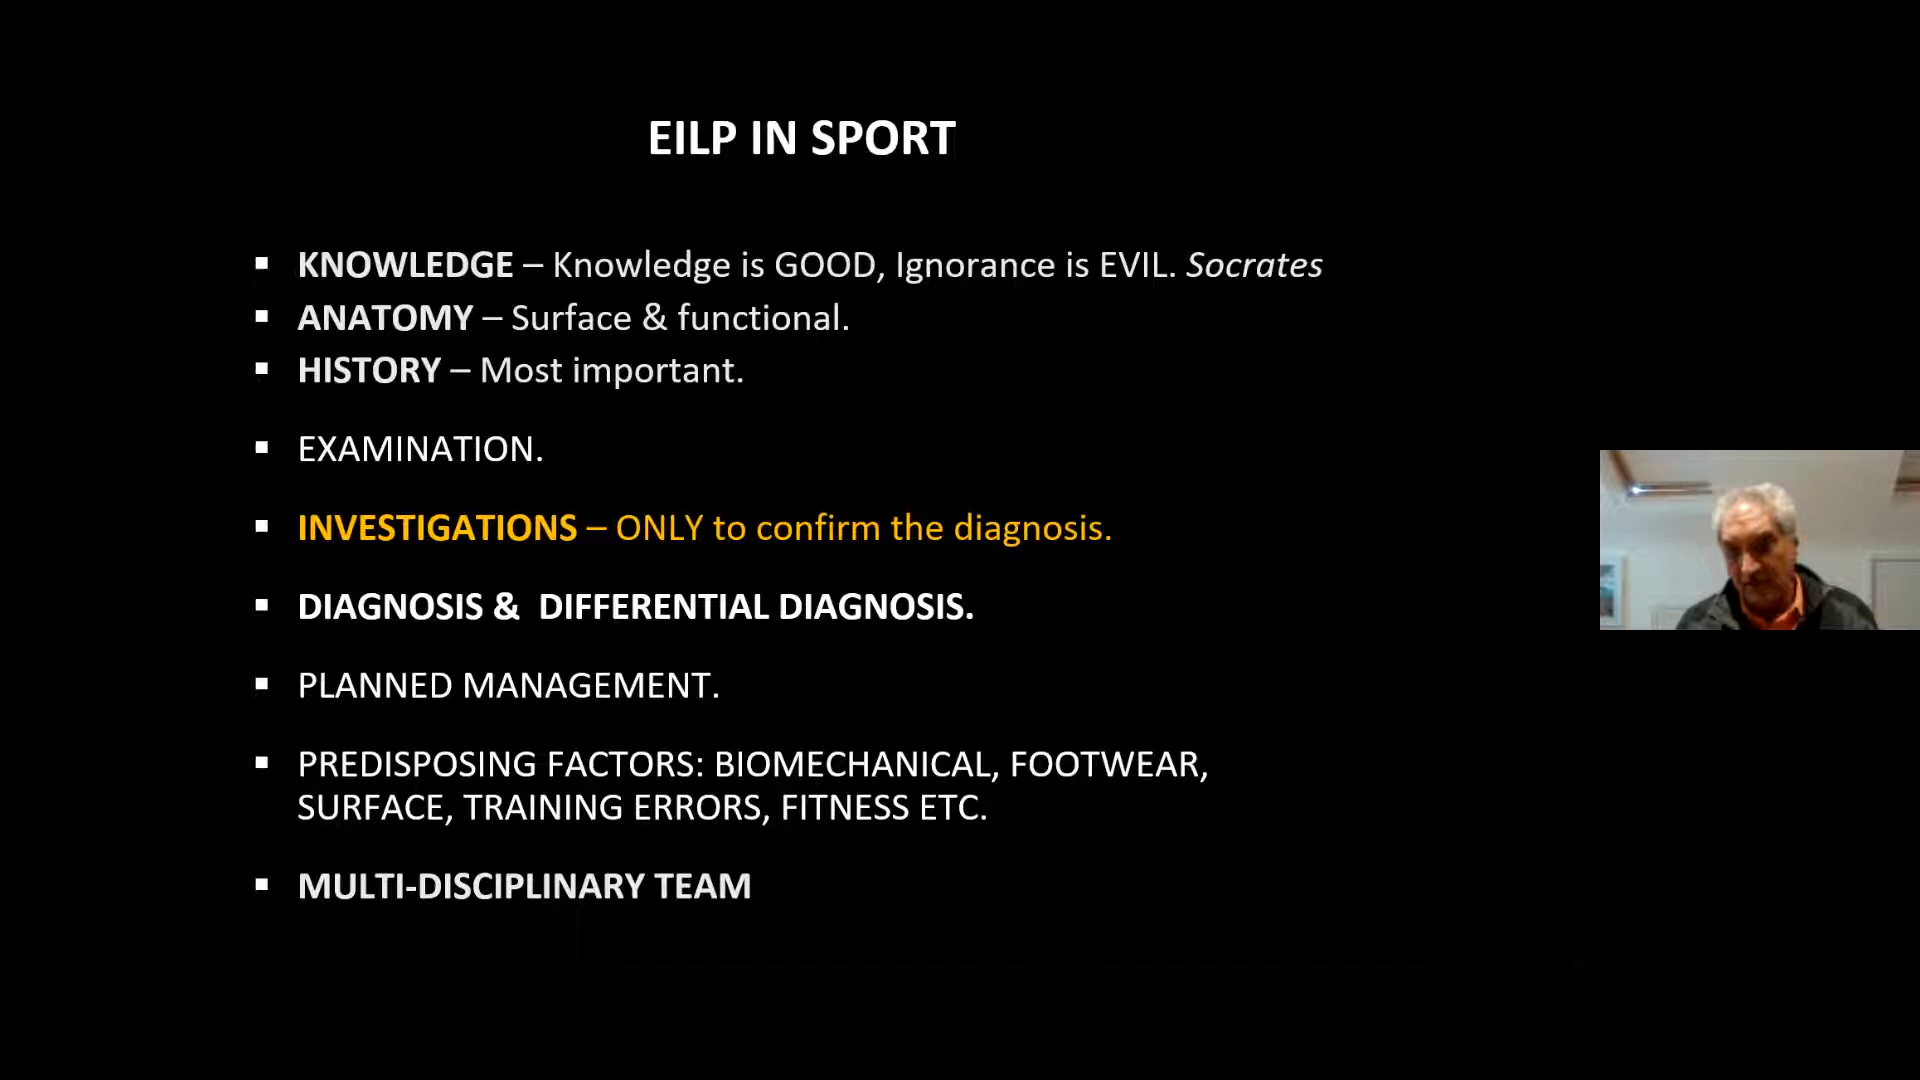 EILP IN SPORT
▪ KNOWLEDGE – Knowledge is GOOD, Ignorance is EVIL. Socrates
▪ ANATOMY – Surface & functional.
▪ HISTORY – Most important.
▪ EXAMINATION.
▪ INVESTIGATIONS – ONLY to confirm the diagnosis.
▪ DIAGNOSIS & DIFFERENTIAL DIAGNOSIS.
▪ PLANNED MANAGEMENT.
▪ PREDISPOSING FACTORS: BIOMECHANICAL, FOOTWEAR,
SURFACE, TRAINING ERRORS, FITNESS ETC.
▪ MULTI-DISCIPLINARY TEAM